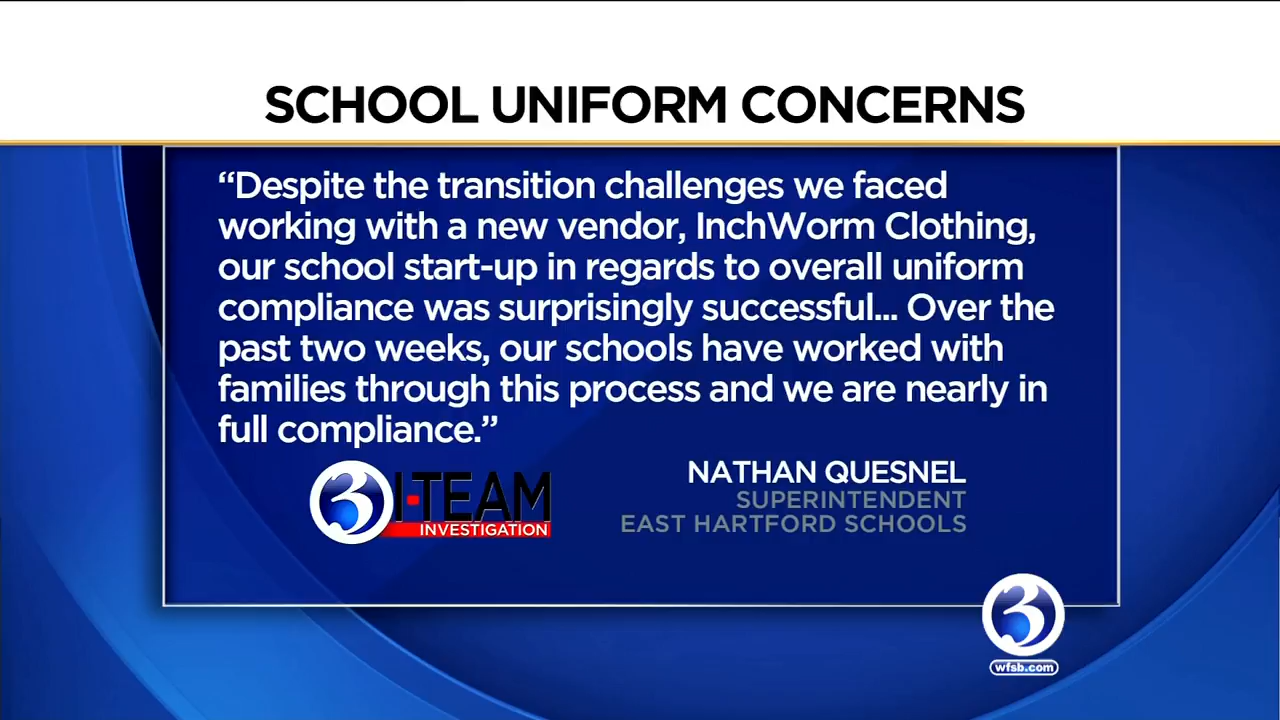 SCHOOL UNIFORM CONCERNS
“Despite the transition challenges we faced
working with a new vendor, InchWorm Clothing,
our school start-up in regards to overall uniform
compliance was surprisingly successful... Over the
past two weeks, our schools have worked with
families through this process and we are nearly in
full compliance.”
3 I-TEAM
INVESTIGATION
NATHAN QUESNEL
SUPERINTENDENT
EAST HARTFORD SCHOOLS
3
wfsb.com